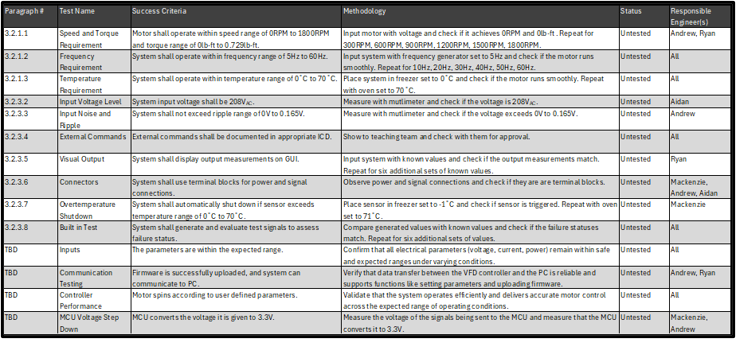 Paragraph # Test Name Success Criteria Methodology Status Responsible
Engineer(s)
3.2.1.1 Speed and Torque Motor shall operate within speed range of 0RPM to 1800RPM Input motor with voltage and check if it achieves 0RPM and 0lb-ft. Repeat for Untested Andrew, Ryan
Requirement and torque range of 0lb-ft to 0.729lb-ft. 300RPM, 600RPM, 900RPM, 1200RPM, 1500RPM, 1800RPM.
3.2.1.2 Frequency System shall operate within frequency range of 5Hz to 60Hz. Input system with frequency generator set to 5Hz and check if the motor runs Untested All
Requirement smoothly. Repeat for 10Hz, 20Hz, 30Hz, 40Hz, 50Hz, 60Hz.
3.2.1.3 Temperature System shall operate within temperature range of 0˚C to 70˚C. Place system in freezer set to 0˚C and check if the motor runs smoothly. Repeat Untested All
Requirement with oven set to 70˚C.
3.2.3.2 Input Voltage Level System input voltage shall be 208VAC. Measure with mutlimeter and check if the voltage is 208VAC. Untested Aidan
3.2.3.3 Input Noise and System shall not exceed ripple range of 0V to 0.165V. Measure with mutlimeter and check if the voltage exceeds 0V to 0.165V. Untested Andrew
Ripple
3.2.3.4 External Commands External commands shall be documented in appropriate ICD. Show to teaching team and check with them for approval. Untested All
3.2.3.5 Visual Output System shall display output measurements on GUI. Input system with known values and check if the output measurements match. Untested Ryan
Repeat for six additional sets of known values.
3.2.3.6 Connectors System shall use terminal blocks for power and signal Observe power and signal connections and check if they are are terminal blocks. Untested Mackenzie,
connections. Andrew, Aidan
3.2.3.7 Overtemperature System shall automatically shut down if sensor exceeds Place sensor in freezer set to -1˚C and check if sensor is triggered. Repeat with oven Untested Mackenzie
Shutdown temperature range of 0˚C to 70˚C. set to 71˚C.
3.2.3.8 Built in Test System shall generate and evaluate test signals to assess Compare generated values with known values and check if the failure statuses Untested All
failure status. match. Repeat for six additional sets of values.
TBD Inputs The parameters are within the expected range. Confirm that all electrical parameters (voltage, current, power) remain within safe Untested All
and expected ranges under varying conditions.
TBD Communication Firmware is successfully uploaded, and system can Verify that data transfer between the VFD controller and the PC is reliable and Untested Andrew, Ryan
Testing communicate to PC. supports functions like setting parameters and uploading firmware.
TBD Controller Motor spins according to user defined parameters. Validate that the system operates efficiently and delivers accurate motor control Untested All
Performance across the expected range of operating conditions.
TBD MCU Voltage Step MCU converts the voltage it is given to 3.3V. Measure the voltage of the signals being sent to the MCU and measure that the MCU Untested Mackenzie,
Down converts it to 3.3V. Andrew